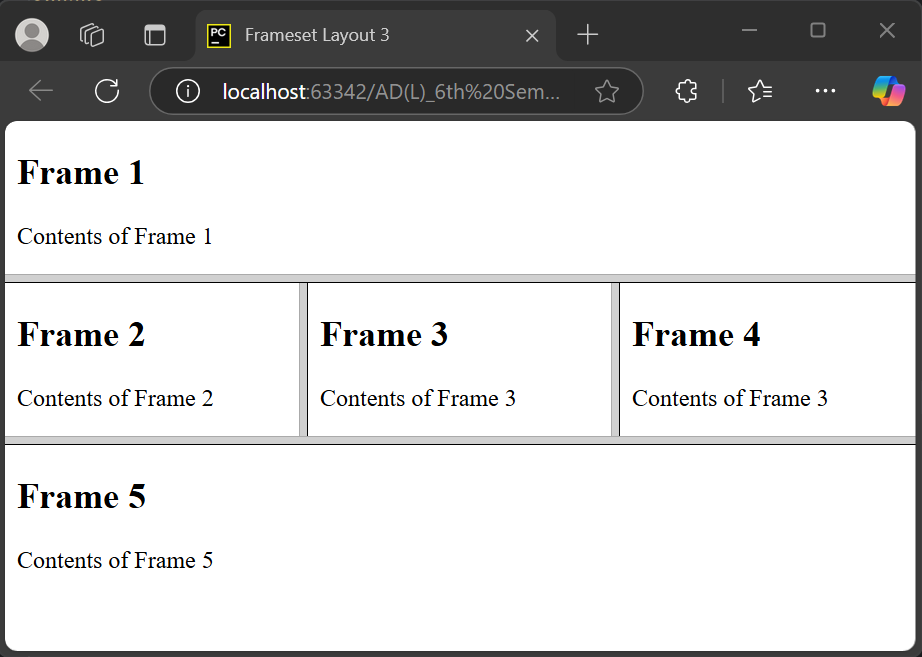 PC Frameset Layout 3
localhost:63342/AD(L)_6th%20Sem...
Frame 1
Contents of Frame 1
Frame 2
Contents of Frame 2
Frame 3
Contents of Frame 3
Frame 4
Contents of Frame 3
Frame 5
Contents of Frame 5